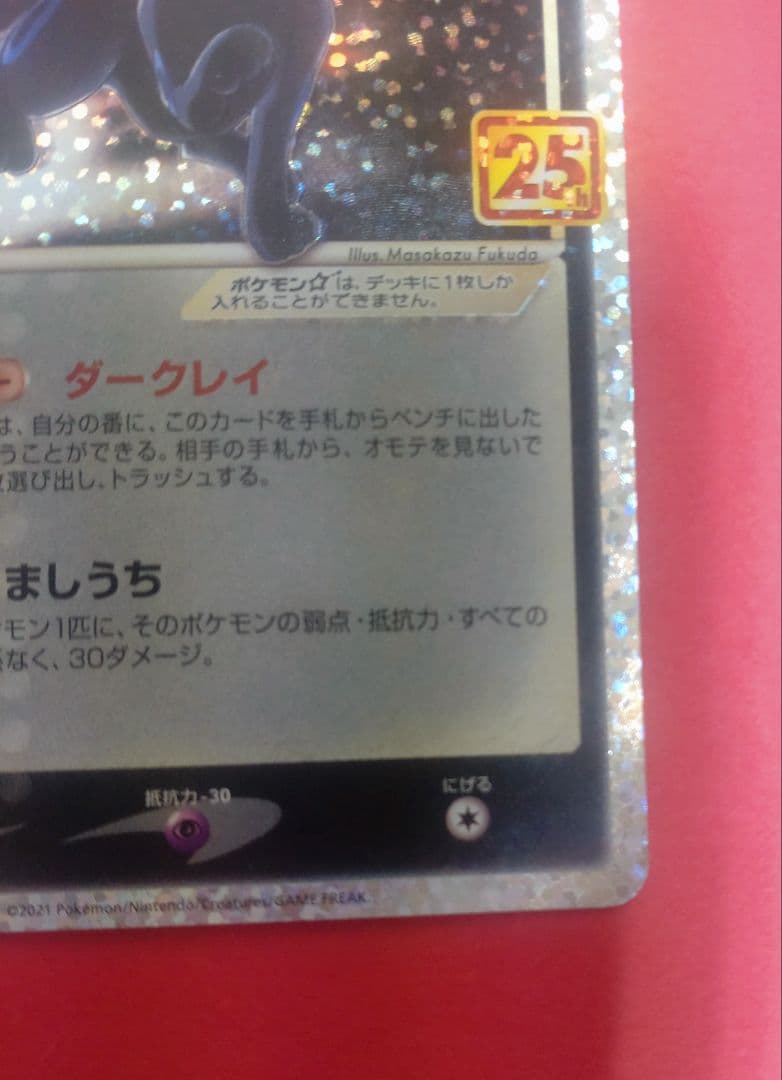 25
th
Illus. Masakazu Fukuda
ポケモン☆は、デッキに1枚しか
入れることができません。
ダークレイ
は、自分の番に、このカードを手札からベンチに出した
うことができる。相手の手札から、オモテを見ないで
選び出し、トラッシュする。
ましうち
モン1匹に、そのポケモンの弱点・抵抗力・すべての
なく、30ダメージ。
抵抗力 -30
にげる
©2021 Pokémon/Nintendo/Creatures/GAME FREAK.